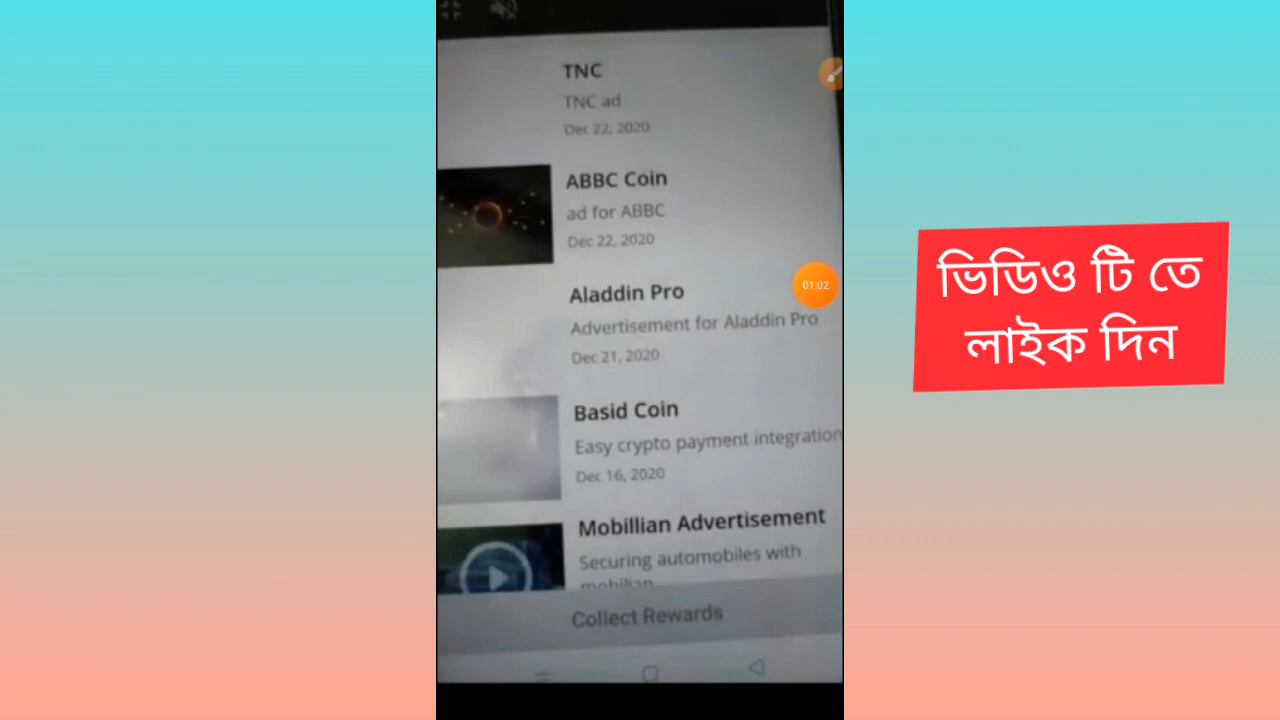 TNC
TNC ad
Dec 22, 2020
ABBC Coin
ad for ABBC
Dec 22, 2020
Aladdin Pro
Advertisement for Aladdin Pro
Dec 21, 2020
01:02
Basid Coin
Easy crypto payment integration
Dec 16, 2020
Mobillian Advertisement
Securing automobiles with
mobilian
Collect Rewards
ভিডিও টি তে
লাইক দিন